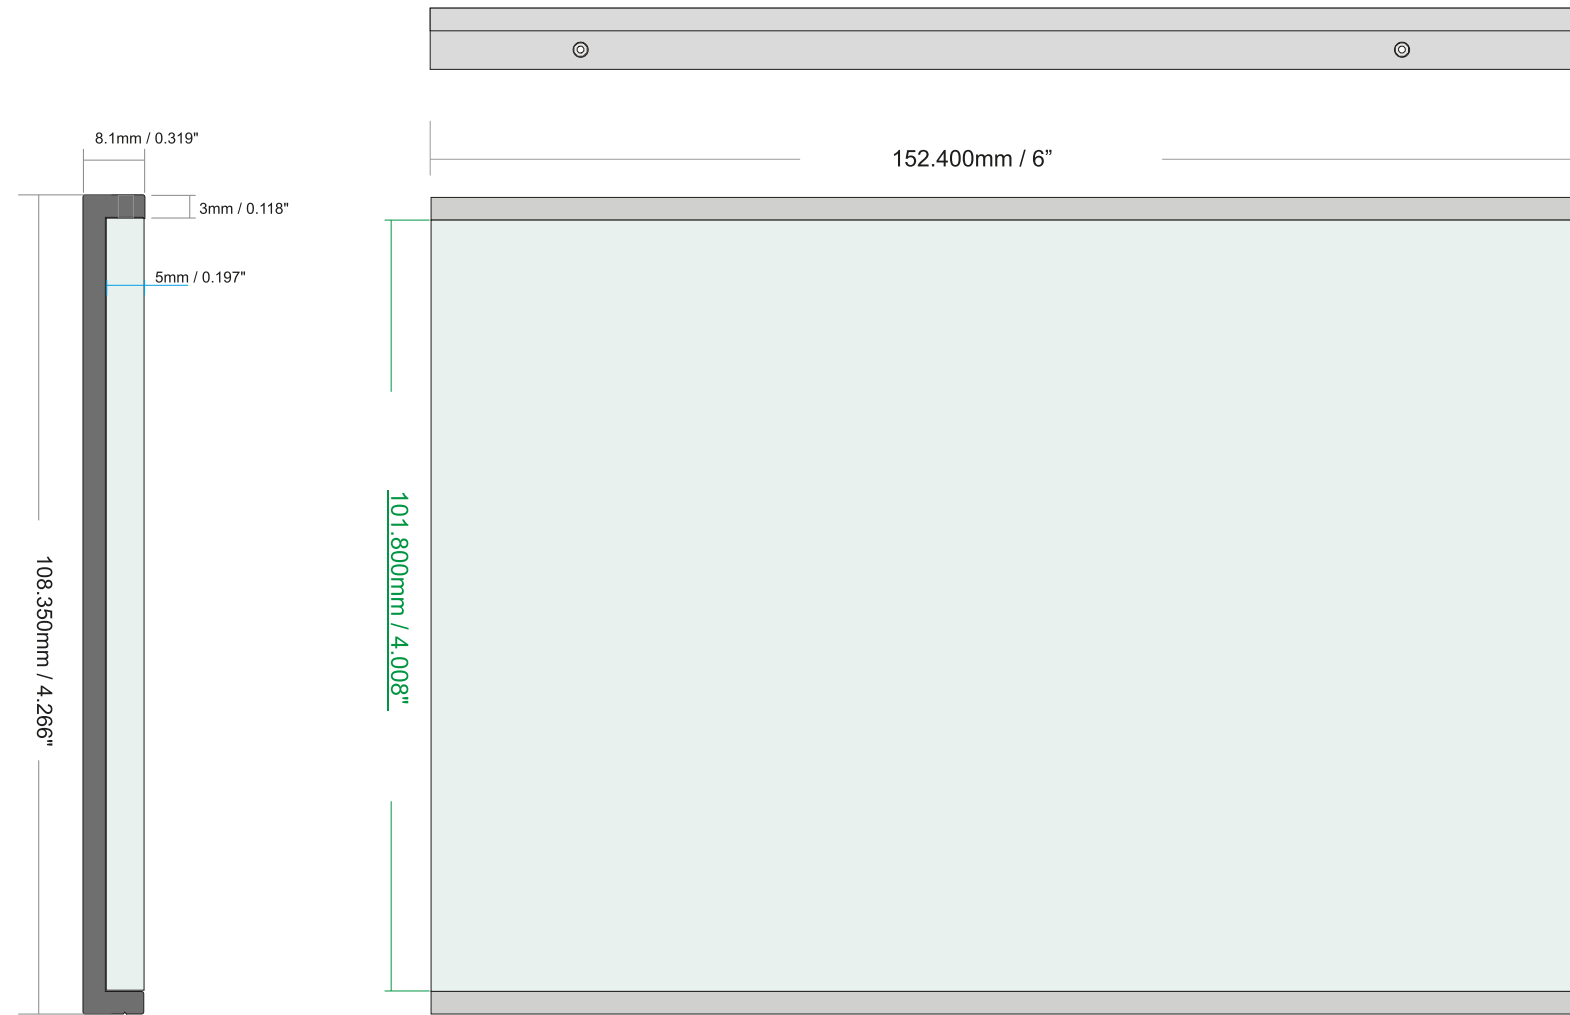 8.1mm / 0.319"
152.400mm / 6”
3mm / 0.118"
5mm / 0.197"
101.800mm / 4.008"
108.350mm / 4.266"